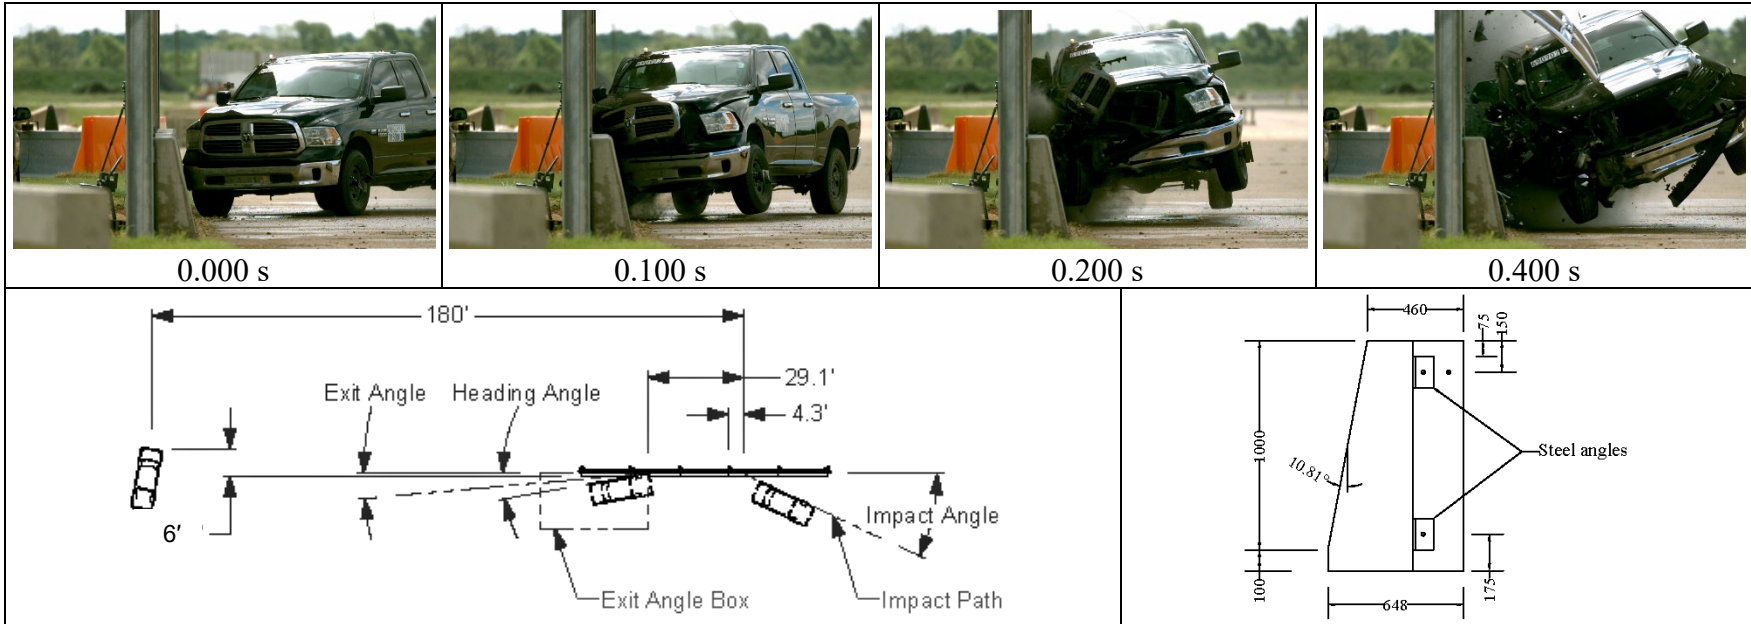 0.000 s
0.100 s
0.200 s
0.400 s
180'
29.1'
Exit Angle
Heading Angle
4.3'
Impact Angle
6'
Exit Angle Box
Impact Path
460
75
150
1000
Steel angles
10.81°
100
175
648